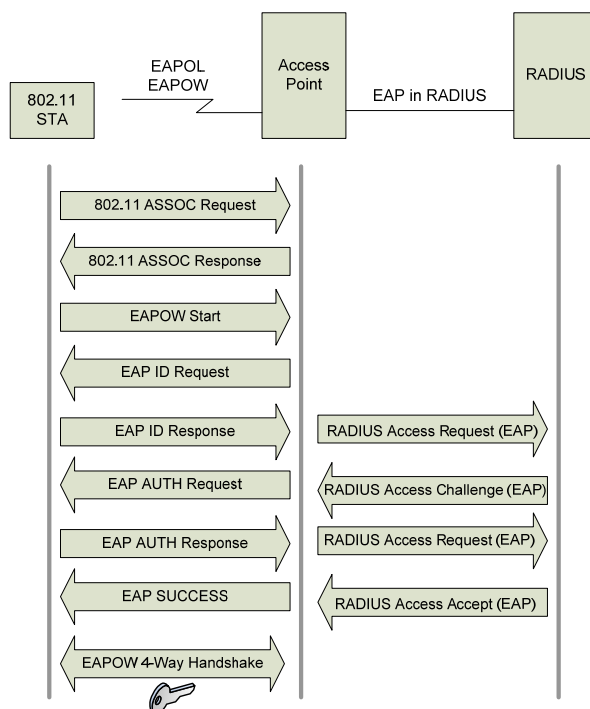 802.11
STA
EAPOL
EAPOW
Access
Point
EAP in RADIUS
RADIUS
802.11 ASSOC Request
802.11 ASSOC Response
EAPOW Start
EAP ID Request
EAP ID Response
RADIUS Access Request (EAP)
EAP AUTH Request
RADIUS Access Challenge (EAP)
EAP AUTH Response
RADIUS Access Request (EAP)
EAP SUCCESS
RADIUS Access Accept (EAP)
EAPOW 4-Way Handshake